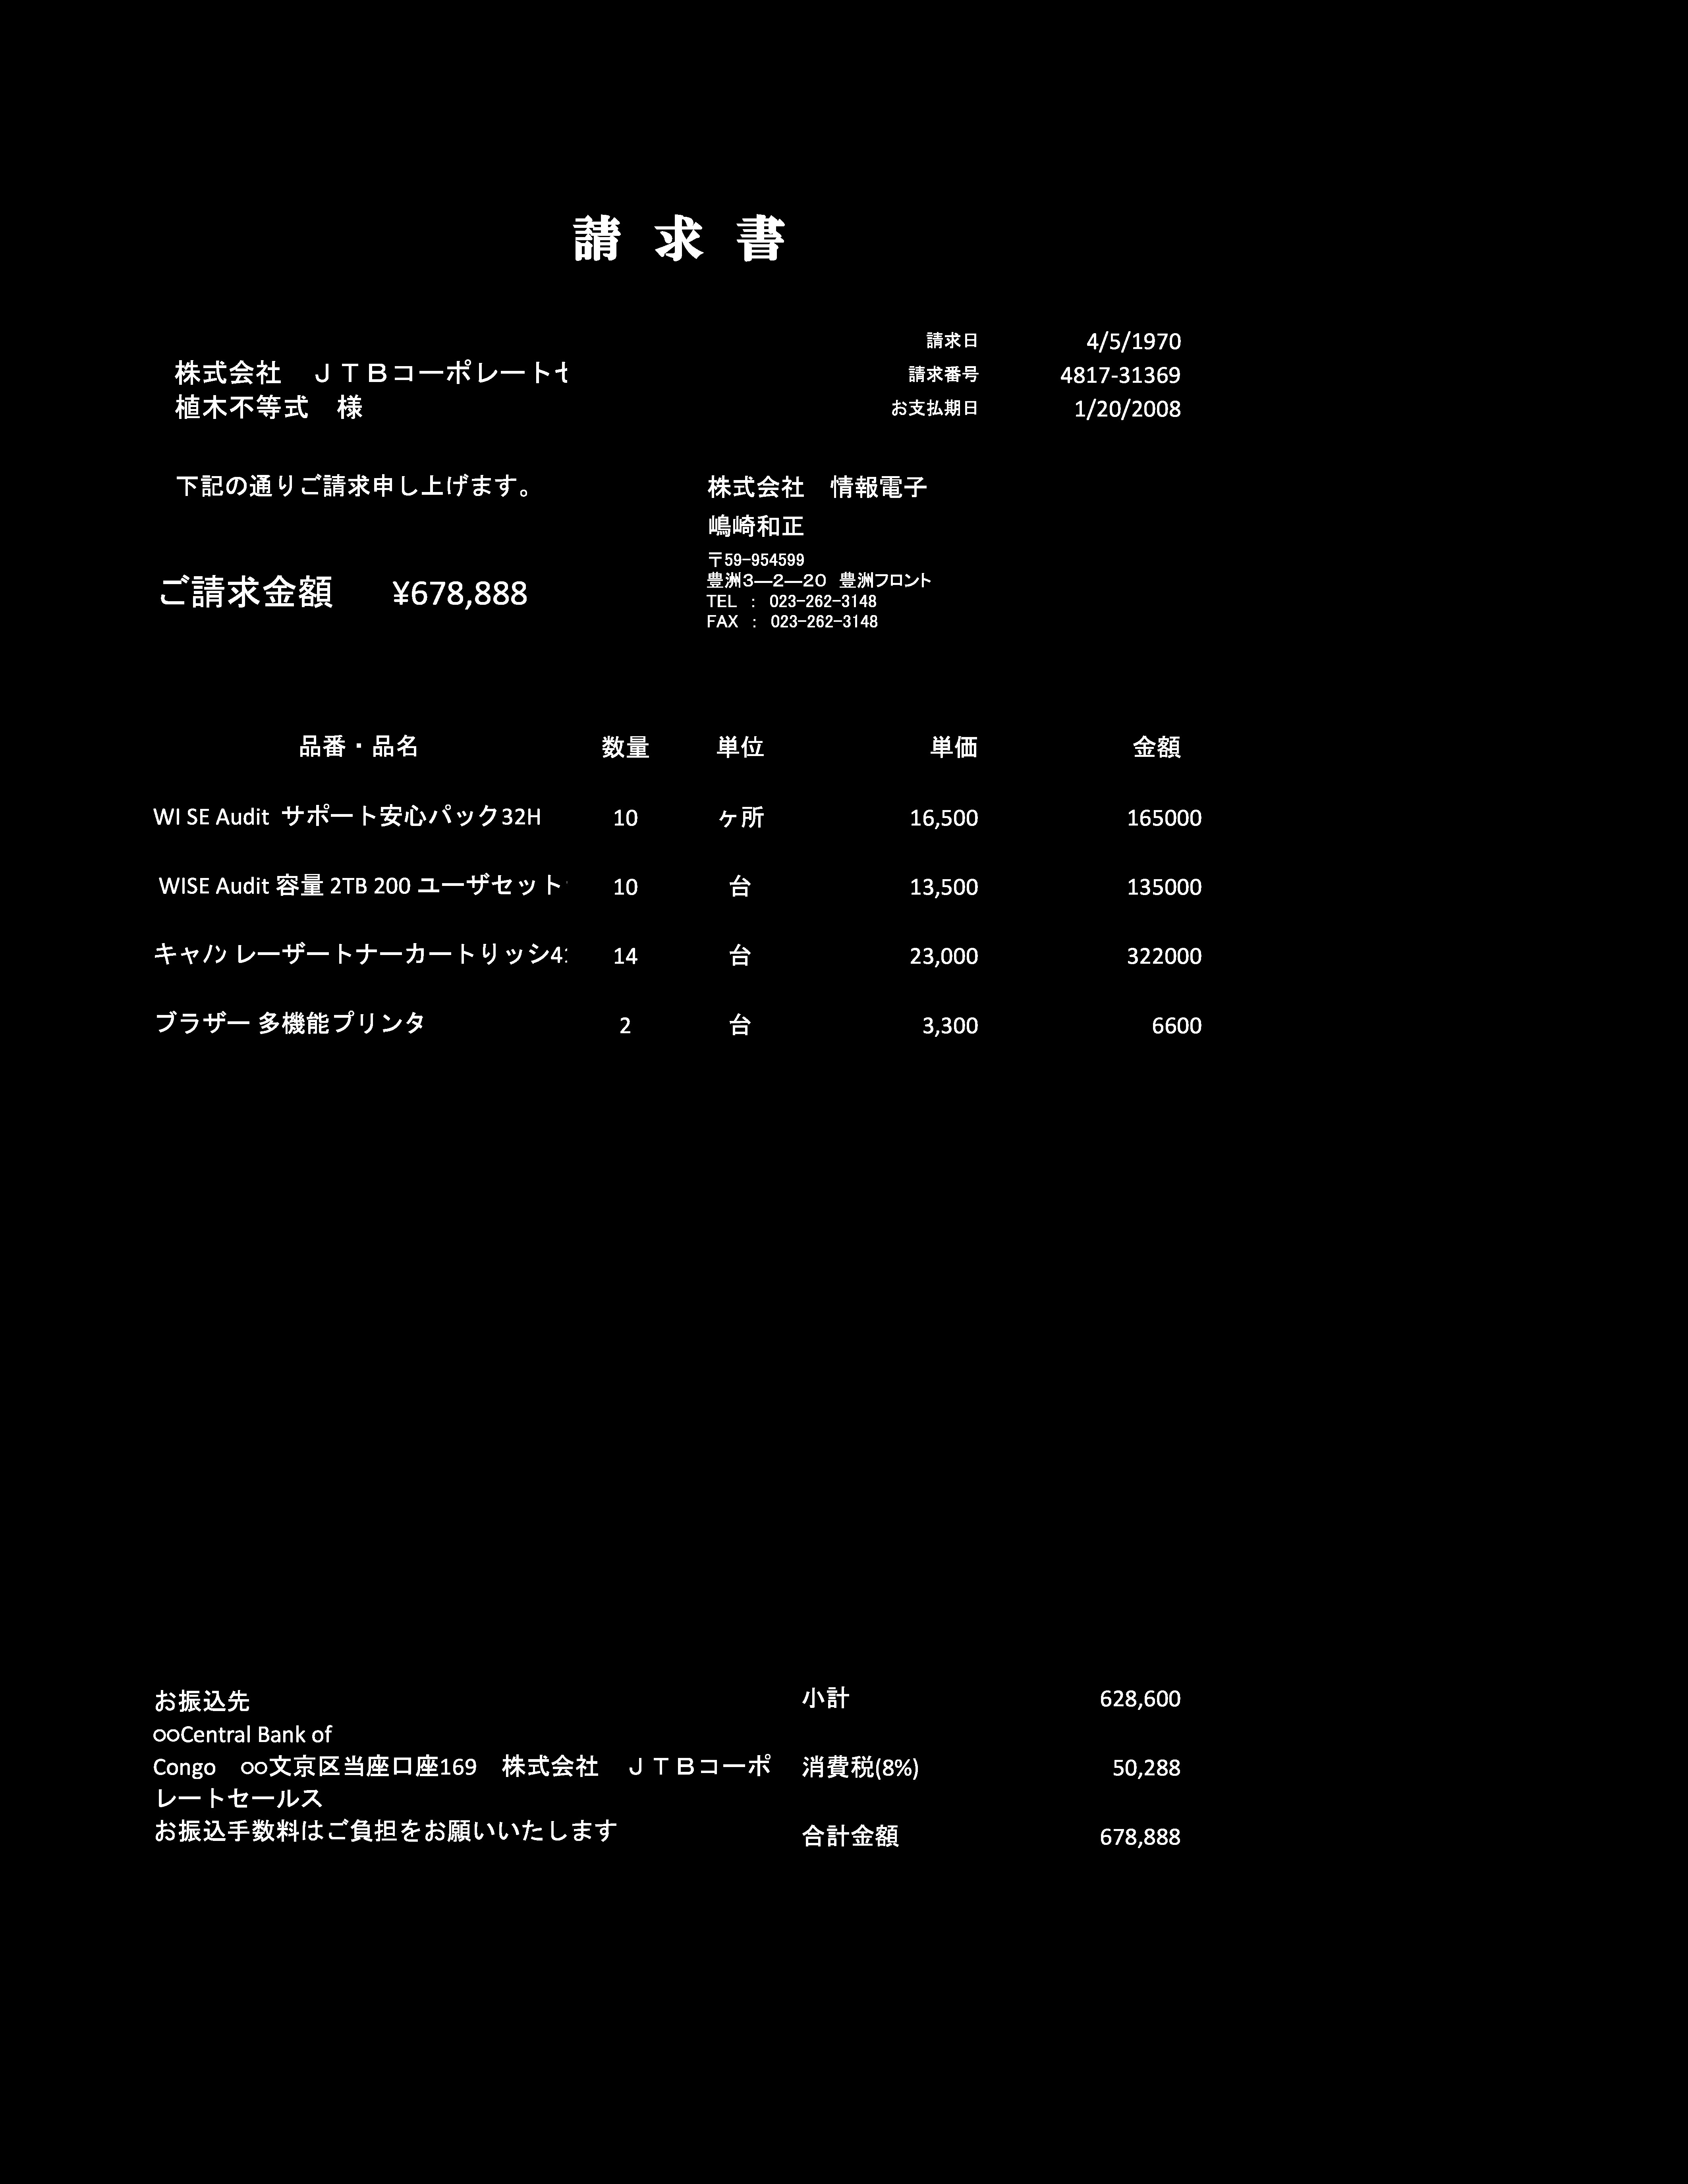 請求書
請求日 4/5/1970
株式会社　ＪＴＢコーポレートセ
請求番号 4817-31369
植木不等式　様
お支払期日 1/20/2008
下記の通りご請求申し上げます。
株式会社　情報電子
嶋崎和正
〒59-954599
ご請求金額 ¥678,888
豊洲3―2―20　豊洲フロント
TEL ： 023-262-3148
FAX ： 023-262-3148
品番・品名 数量 単位 単価 金額
WI SE Audit サポート安心パック32H 10 ヶ所 16,500 165000
WISE Audit 容量 2TB 200 ユーザセット 10 台 13,500 135000
キャノン レーザートナーカートりッシ4 14 台 23,000 322000
ブラザー 多機能プリンタ 2 台 3,300 6600
お振込先
小計 628,600
○○Central Bank of
Congo　○○文京区当座口座169　株式会社　ＪＴＢコーポ
消費税(8%) 50,288
レートセールス
お振込手数料はご負担をお願いいたします
合計金額 678,888